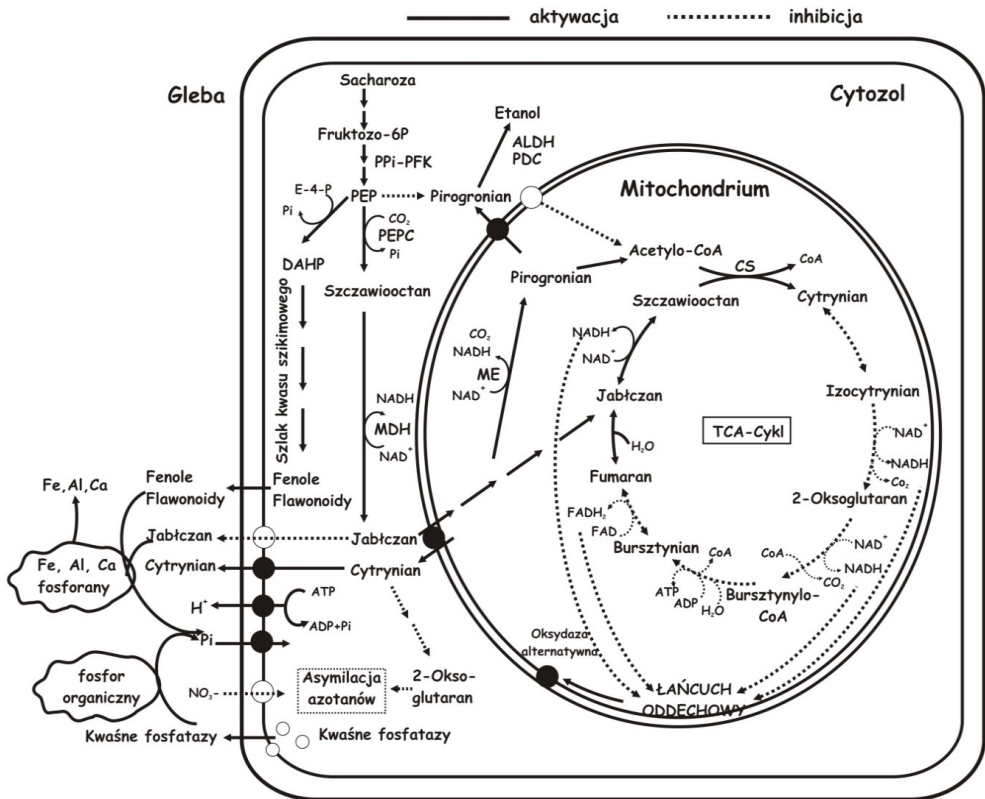 aktywacja
inhibicja
Gleba
Cytozol
Sacharoza
Fruktozo-6P
PPi-PFK
E-4-P
PEP
Pi
CO₂
PEPC
Pi
DAHP
Szczawiooctan
Szlak kwasu szikimowego
NADH
MDH
NAD⁺
Etanol
ALDH
PDC
Pirogronian
Mitochondrium
Pirogronian
Acetylo-CoA
CS
CoA
Szczawiooctan
Cytrynian
NADH
NAD⁺
CO₂
NADH
ME
NAD⁺
Jabłczan
Izocytrynian
TCA-Cykl
H₂O
NAD⁺
NADH
Co₂
Fumaran
2-Oksoglutaran
FADH₂
FAD
Bursztynian
CoA
CoA
NAD⁺
NADH
CO₂
ATP
ADP
H₂O
Bursztynylo-
CoA
Fe,Al,Ca
Fenole
Flawonoidy
Fenole
Flawonoidy
Jabłczan
Jabłczan
Fe, Al, Ca
fosforany
Cytrynian
Cytrynian
H⁺
ATP
ADP+Pi
Pi
Oksydaza
alternatywna
fosfor
organiczny
NO₃-
Asymilacja
azotanów
2-Okso-
glutaran
ŁAŃCUCH
ODDECHOWY
Kwaśne fosfatazy
Kwaśne fosfatazy